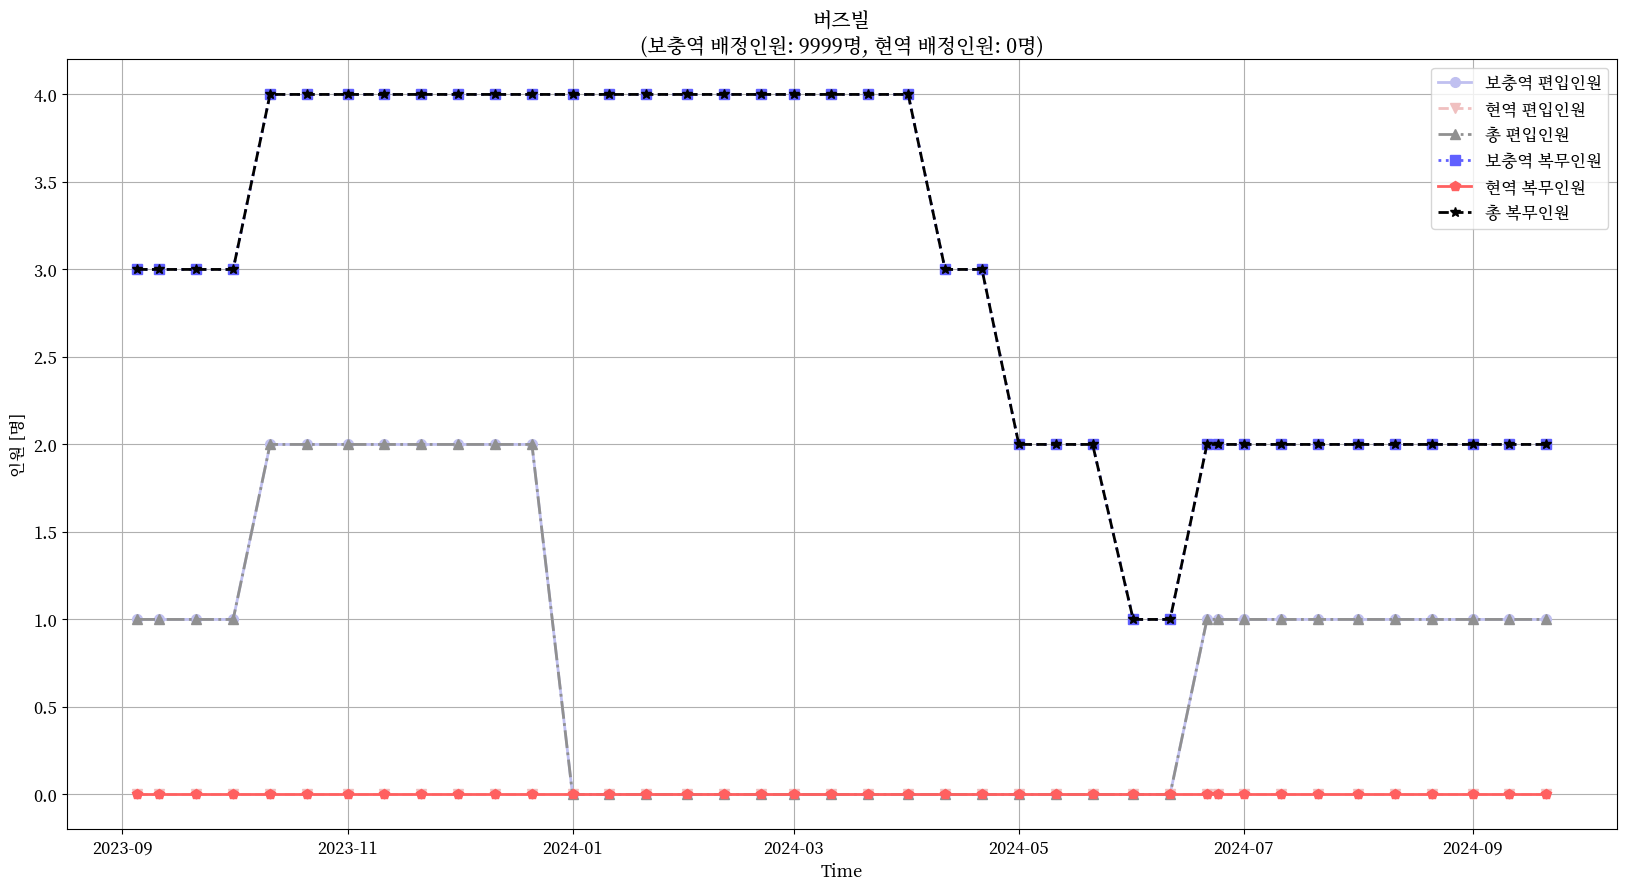 버즈빌
(보충역 배정인원: 9999명, 현역 배정인원: 0명)
보충역 편입인원
현역 편입인원
총 편입인원
보충역 복무인원
현역 복무인원
총 복무인원
인원 [명]
4.0
3.5
3.0
2.5
2.0
1.5
1.0
0.5
0.0
2023-09
2023-11
2024-01
2024-03
2024-05
2024-07
2024-09
Time